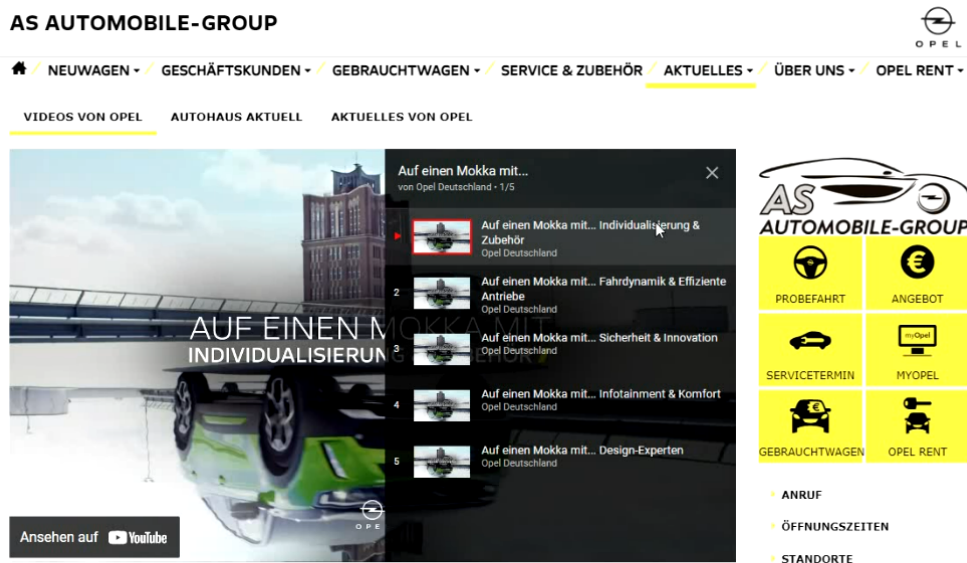 AS AUTOMOBILE-GROUP
OPEL
NEUWAGEN
GESCHÄFTSKUNDEN
GEBRAUCHTWAGEN
SERVICE & ZUBEHÖR
AKTUELLES
ÜBER UNS
OPEL RENT
VIDEOS VON OPEL
AUTOHAUS AKTUELL
AKTUELLES VON OPEL
AUF EINEN MOKKA MIT
INDIVIDUALISIERUNG & ZUBEHÖR
OPE
Ansehen auf YouTube
Auf einen Mokka mit...
von Opel Deutschland • 1/5
Auf einen Mokka mit... Individualisierung &
Zubehör
Opel Deutschland
2
Auf einen Mokka mit... Fahrdynamik & Effiziente
Antriebe
Opel Deutschland
3
Auf einen Mokka mit... Sicherheit & Innovation
Opel Deutschland
4
Auf einen Mokka mit... Infotainment & Komfort
Opel Deutschland
5
Auf einen Mokka mit... Design-Experten
Opel Deutschland
AS
AUTOMOBILE-GROUP
PROBEFAHRT
ANGEBOT
SERVICETERMIN
myOpel
MYOPEL
GEBRAUCHTWAGEN
OPEL RENT
ANRUF
ÖFFNUNGSZEITEN
STANDORTE